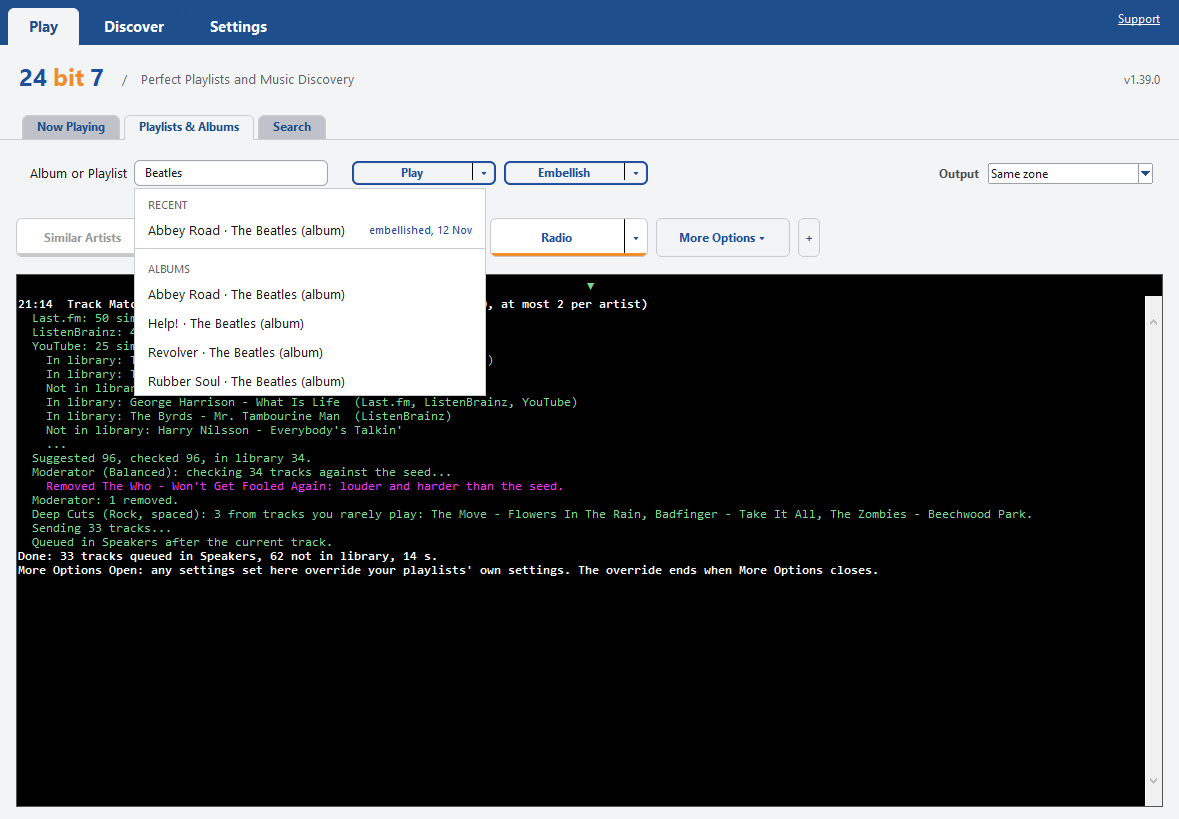 Play Discover Settings Support
24 bit 7 / Perfect Playlists and Music Discovery v1.39.0
Now Playing Playlists & Albums Search
Album or Playlist Beatles Play Embellish Output Same zone
RECENT
Abbey Road · The Beatles (album) embellished, 12 Nov
Similar Artists Radio More Options +
ALBUMS
Abbey Road · The Beatles (album)
Help! · The Beatles (album)
Revolver · The Beatles (album)
Rubber Soul · The Beatles (album)
21:14 Track , at most 2 per artist)
Last.fm: 50
ListenBrainz:
YouTube: 25
In library:
In library:
Not in
In library: George Harrison - What Is Life (Last.fm, ListenBrainz, YouTube)
In library: The Byrds - Mr. Tambourine Man (ListenBrainz)
Not in library: Harry Nilsson - Everybody's Talkin'
...
Suggested 96, checked 96, in library 34.
Moderator (Balanced): checking 34 tracks against the seed...
Removed The Who - Won't Get Fooled Again: louder and harder than the seed.
Moderator: 1 removed.
Deep Cuts (Rock, spaced): 3 from tracks you rarely play: The Move - Flowers In The Rain, Badfinger - Take It All, The Zombies - Beechwood Park.
Sending 33 tracks...
Queued in Speakers after the current track.
Done: 33 tracks queued in Speakers, 62 not in library, 14 s.
More Options Open: any settings set here override your playlists' own settings. The override ends when More Options closes.